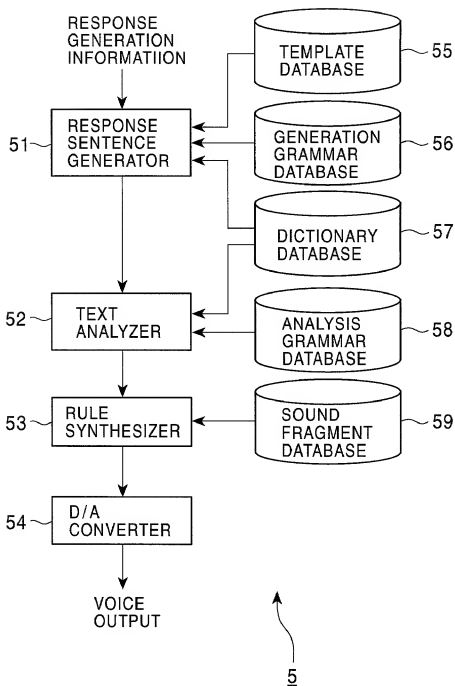 RESPONSE
GENERATION
INFORMATIION
51
RESPONSE
SENTENCE
GENERATOR
TEMPLATE
DATABASE
55
GENERATION
GRAMMAR
DATABASE
56
DICTIONARY
DATABASE
57
52
TEXT
ANALYZER
ANALYSIS
GRAMMAR
DATABASE
58
53
RULE
SYNTHESIZER
SOUND
FRAGMENT
DATABASE
59
54
D/A
CONVERTER
VOICE
OUTPUT
5